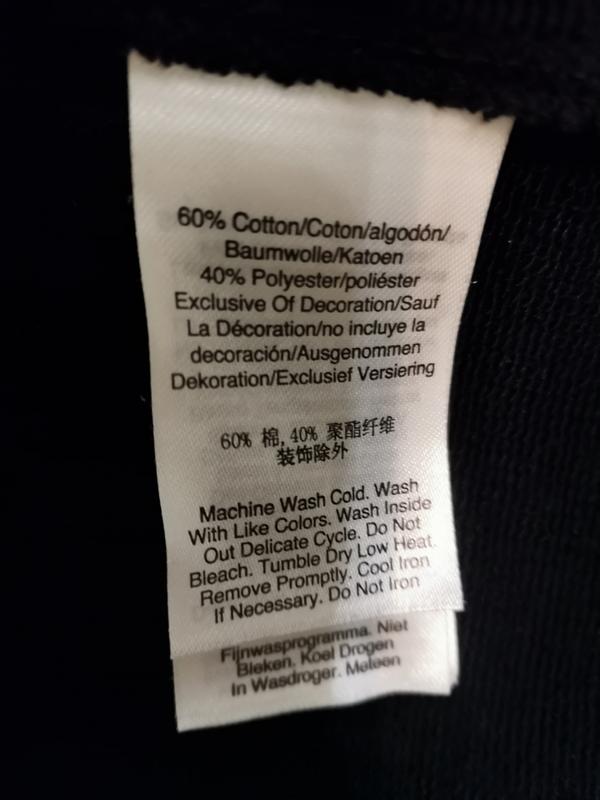 60% Cotton/Coton/algodón/
Baumwolle/Katoen
40% Polyester/poliéster
Exclusive Of Decoration/Sauf
La Décoration/no incluye la
decoración/Ausgenommen
Dekoration/Exclusief Versiering
60% 棉, 40% 聚酯纤维
装饰除外
Machine Wash Cold. Wash
With Like Colors. Wash Inside
Out Delicate Cycle. Do Not
Bleach. Tumble Dry Low Heat.
Remove Promptly. Cool Iron
If Necessary. Do Not Iron
Fijnwasprogramma. Niet
Bleken. Koel Drogen
In Wasdroger. Meteen